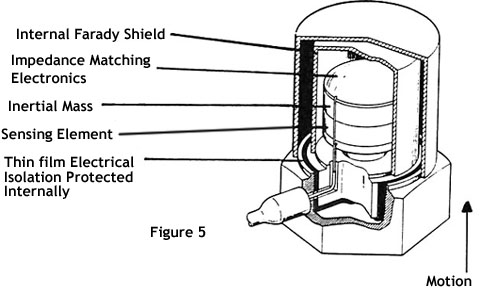 Internal Farady Shield
Impedance Matching
Electronics
Inertial Mass
Sensing Element
Thin film Electrical
Isolation Protected
Internally
Figure 5
Motion